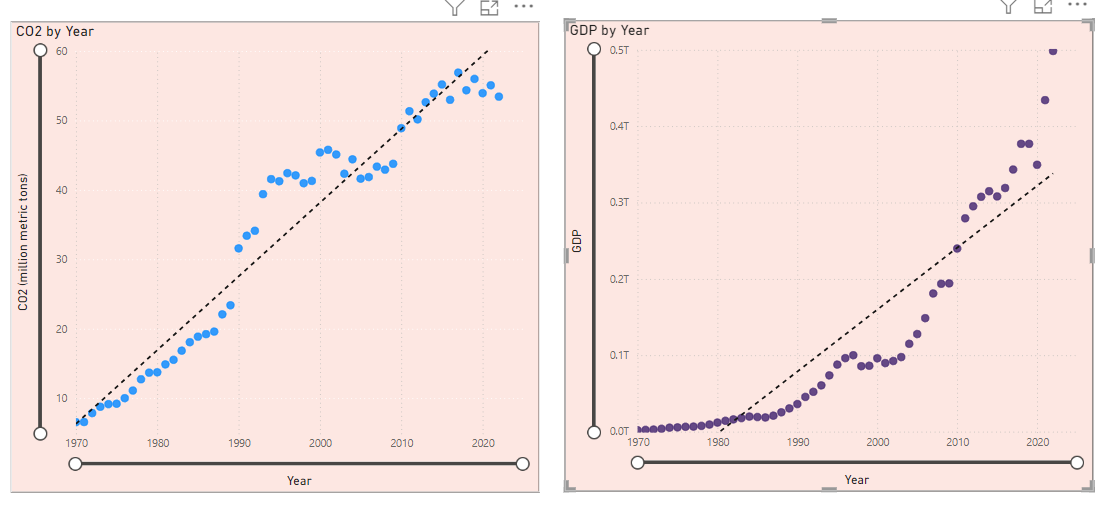 CO2 by Year
60
50
40
30
20
10
CO2 (million metric tons)
1970 1980 1990 2000 2010 2020
Year
GDP by Year
0.5T
0.4T
0.3T
0.2T
0.1T
0.0T
GDP
1970 1980 1990 2000 2010 2020
Year